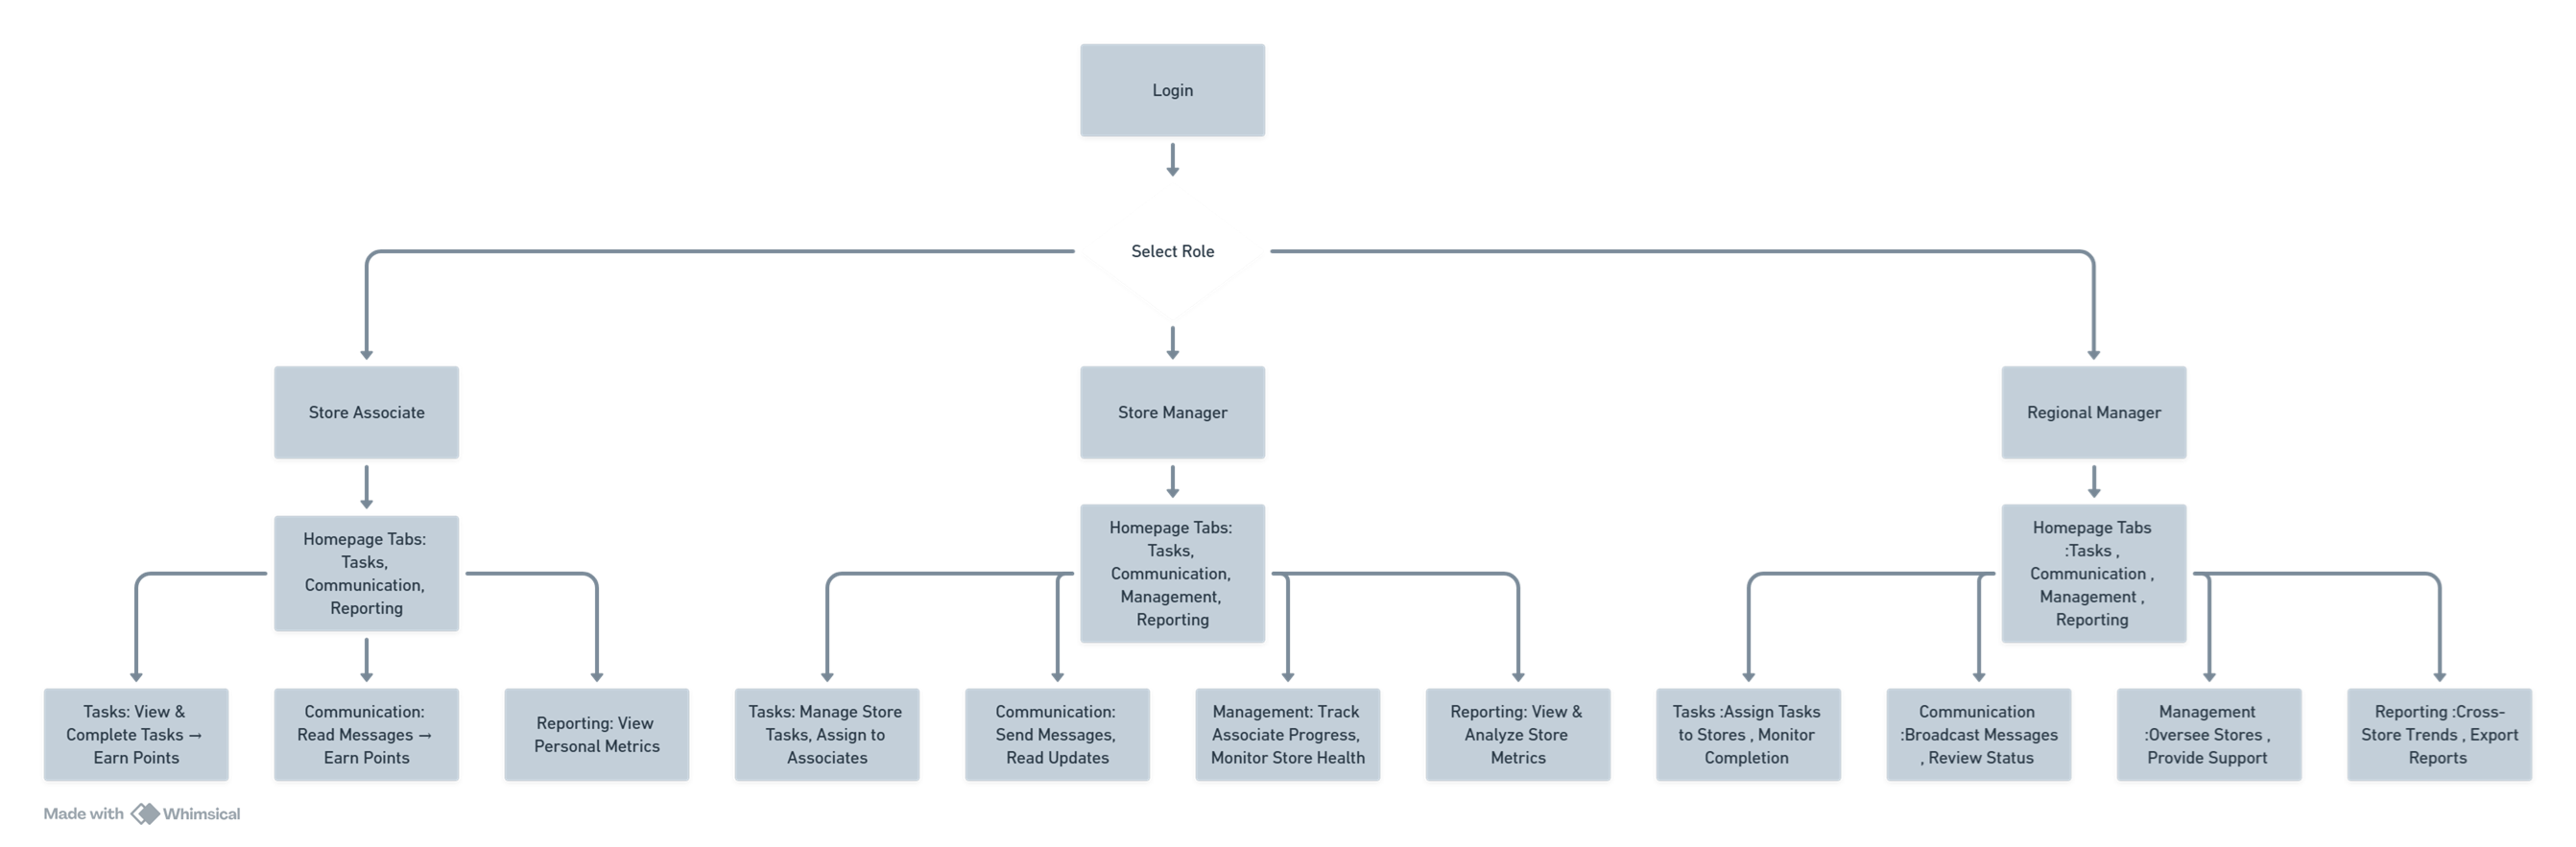 Login
Select Role
Store Associate
Store Manager
Regional Manager
Homepage Tabs:
Tasks,
Communication,
Reporting
Homepage Tabs:
Tasks,
Communication,
Management,
Reporting
Homepage Tabs
:Tasks ,
Communication ,
Management ,
Reporting
Tasks: View &
Complete Tasks →
Earn Points
Communication:
Read Messages →
Earn Points
Reporting: View
Personal Metrics
Tasks: Manage Store
Tasks, Assign to
Associates
Communication:
Send Messages,
Read Updates
Management: Track
Associate Progress,
Monitor Store Health
Reporting: View &
Analyze Store
Metrics
Tasks :Assign Tasks
to Stores , Monitor
Completion
Communication
:Broadcast Messages
, Review Status
Management
:Oversee Stores ,
Provide Support
Reporting :Cross-
Store Trends , Export
Reports
Made with Whimsical